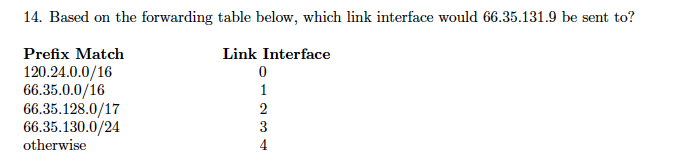 14. Based on the forwarding table below, which link interface would 66.35.131.9 be sent to?
Prefix Match Link Interface
120.24.0.0/16 0
66.35.0.0/16 1
66.35.128.0/17 2
66.35.130.0/24 3
otherwise 4